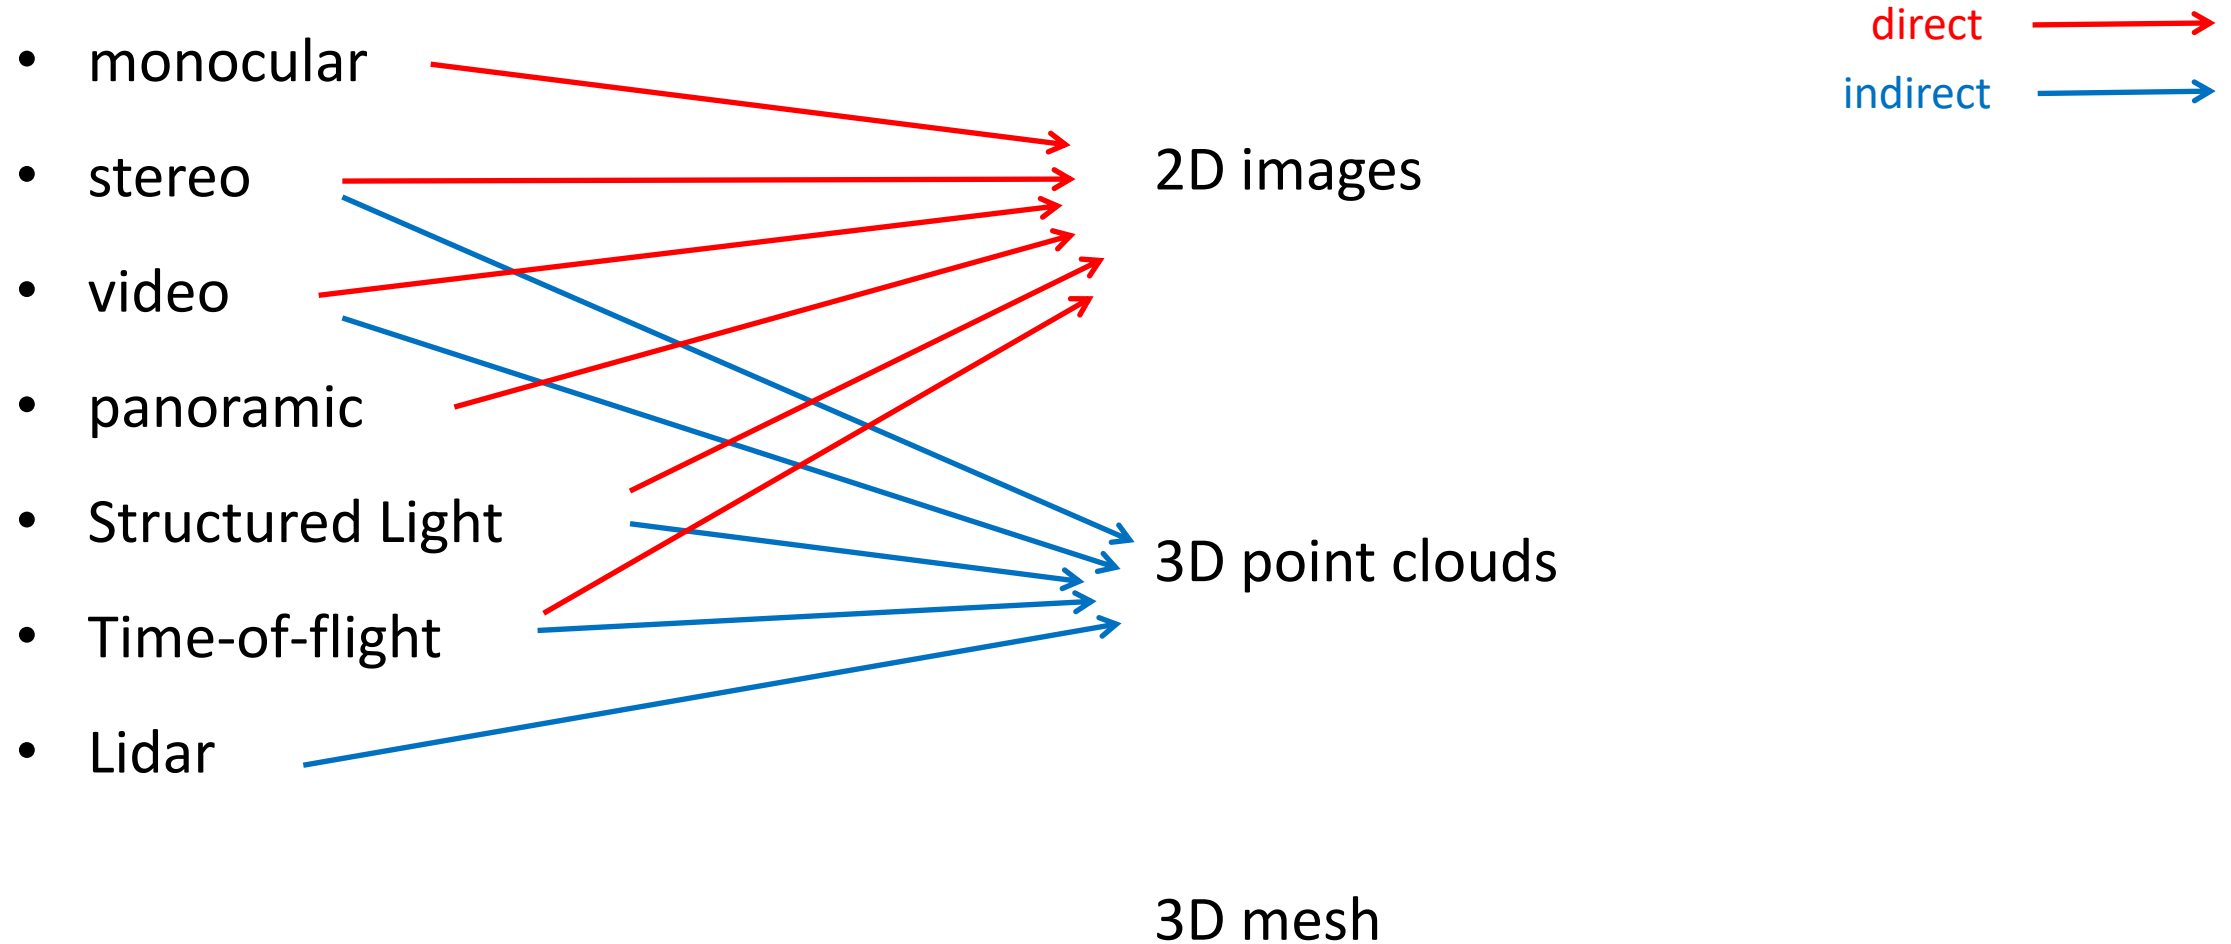 direct
indirect
• monocular
• stereo
• video
• panoramic
• Structured Light
• Time-of-flight
• Lidar
2D images
3D point clouds
3D mesh